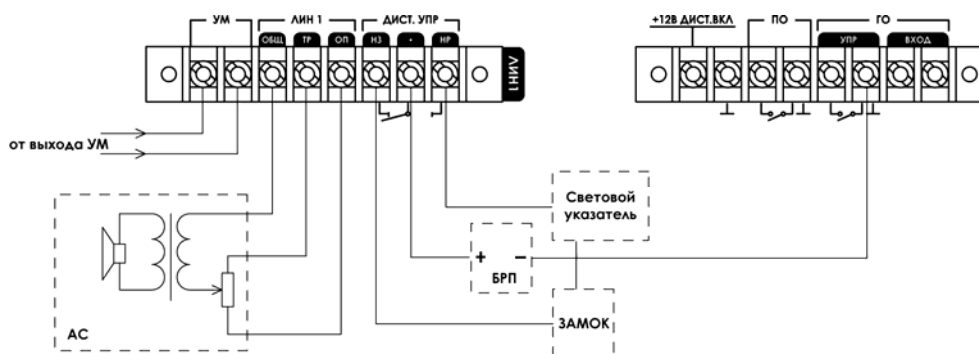 УМ ЛИН 1 ДИСТ. УПР +12В ДИСТ.ВКЛ ПО ГО
ОБЩ ТР ОП НЗ • НР УПР ВХОД
ЛИН1
от выхода УМ
Световой
указатель
+ −
БРП
АС
ЗАМОК